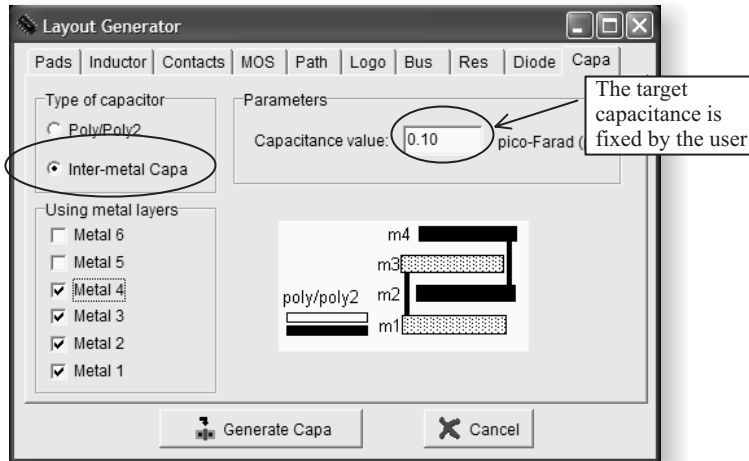 Layout Generator
Pads Inductor Contacts MOS Path Logo Bus Res Diode Capa
Type of capacitor
Poly/Poly2
Inter-metal Capa
Parameters
Capacitance value: 0.10 pico-Farad (
The target
capacitance is
fixed by the user
Using metal layers
Metal 6
Metal 5
Metal 4
Metal 3
Metal 2
Metal 1
m4
m3
poly/poly2 m2
m1
Generate Capa
Cancel